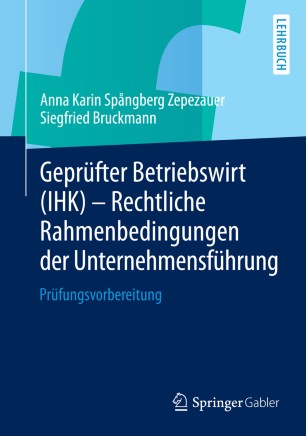 LEHRBUCH
Anna Karin Spångberg Zepezauer
Siegfried Bruckmann
Geprüfter Betriebswirt
(IHK) – Rechtliche
Rahmenbedingungen
der Unternehmensführung
Prüfungsvorbereitung
Springer Gabler